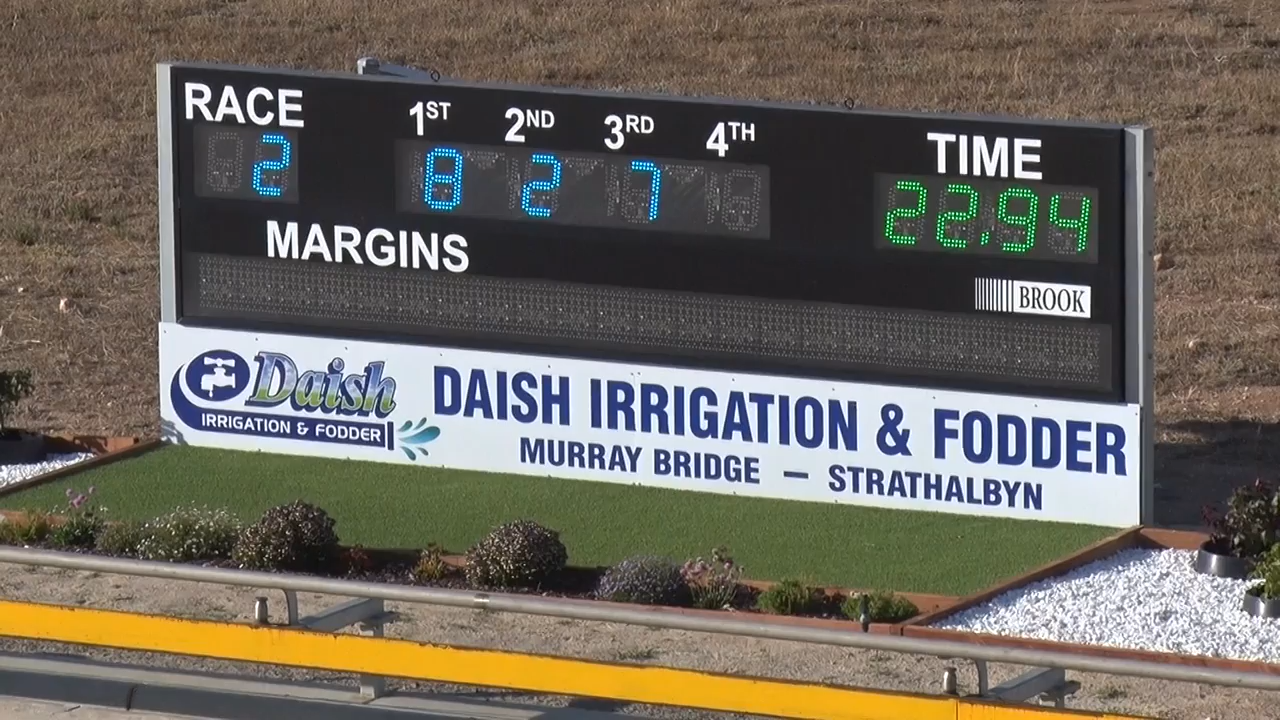 RACE 1ST 2ND 3RD 4TH TIME
2 8 2 7 22.94
MARGINS
BROOK
Daish
IRRIGATION & FODDER
DAISH IRRIGATION & FODDER
MURRAY BRIDGE — STRATHALBYN